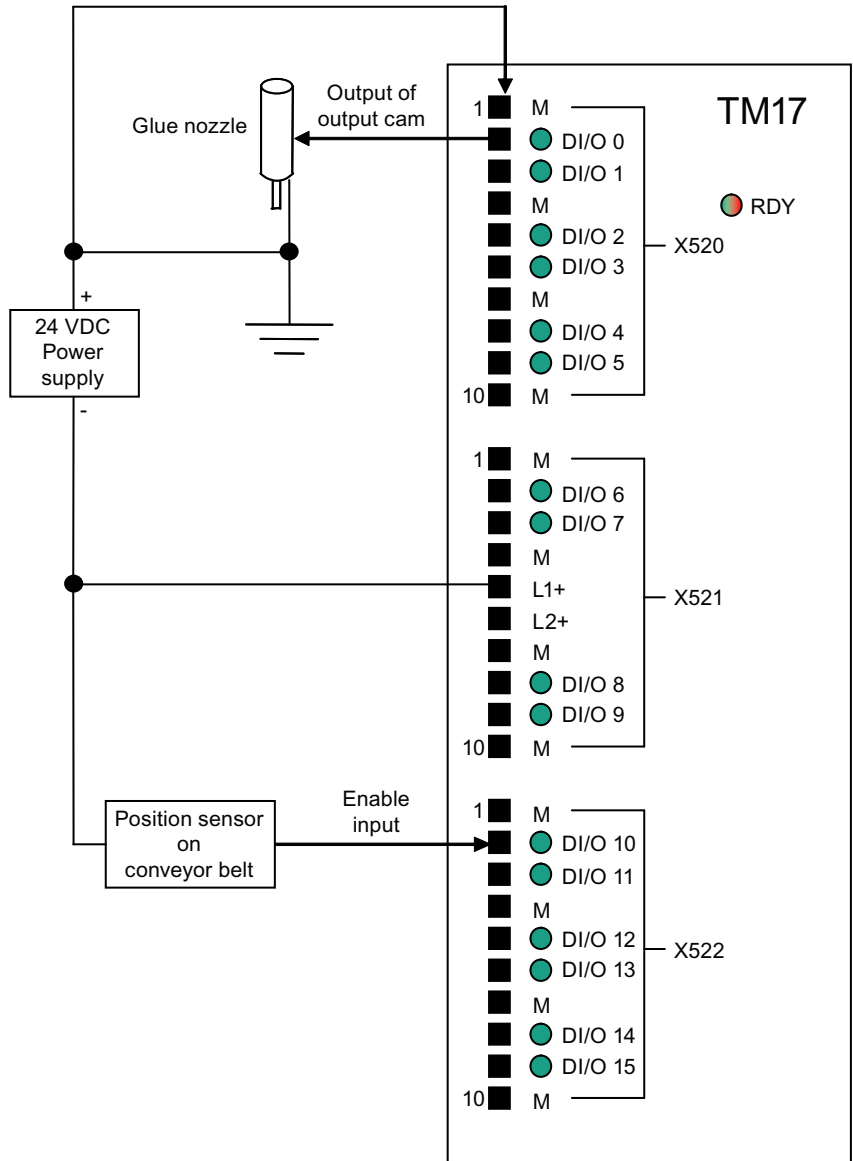 TM17
RDY
Glue nozzle
Output of
output cam
1
M
DI/O 0
DI/O 1
M
DI/O 2
DI/O 3
M
DI/O 4
DI/O 5
10
M
X520
+
24 VDC
Power
supply
-
1
M
DI/O 6
DI/O 7
M
L1+
L2+
M
DI/O 8
DI/O 9
10
M
X521
Position sensor
on
conveyor belt
Enable
input
1
M
DI/O 10
DI/O 11
M
DI/O 12
DI/O 13
M
DI/O 14
DI/O 15
10
M
X522